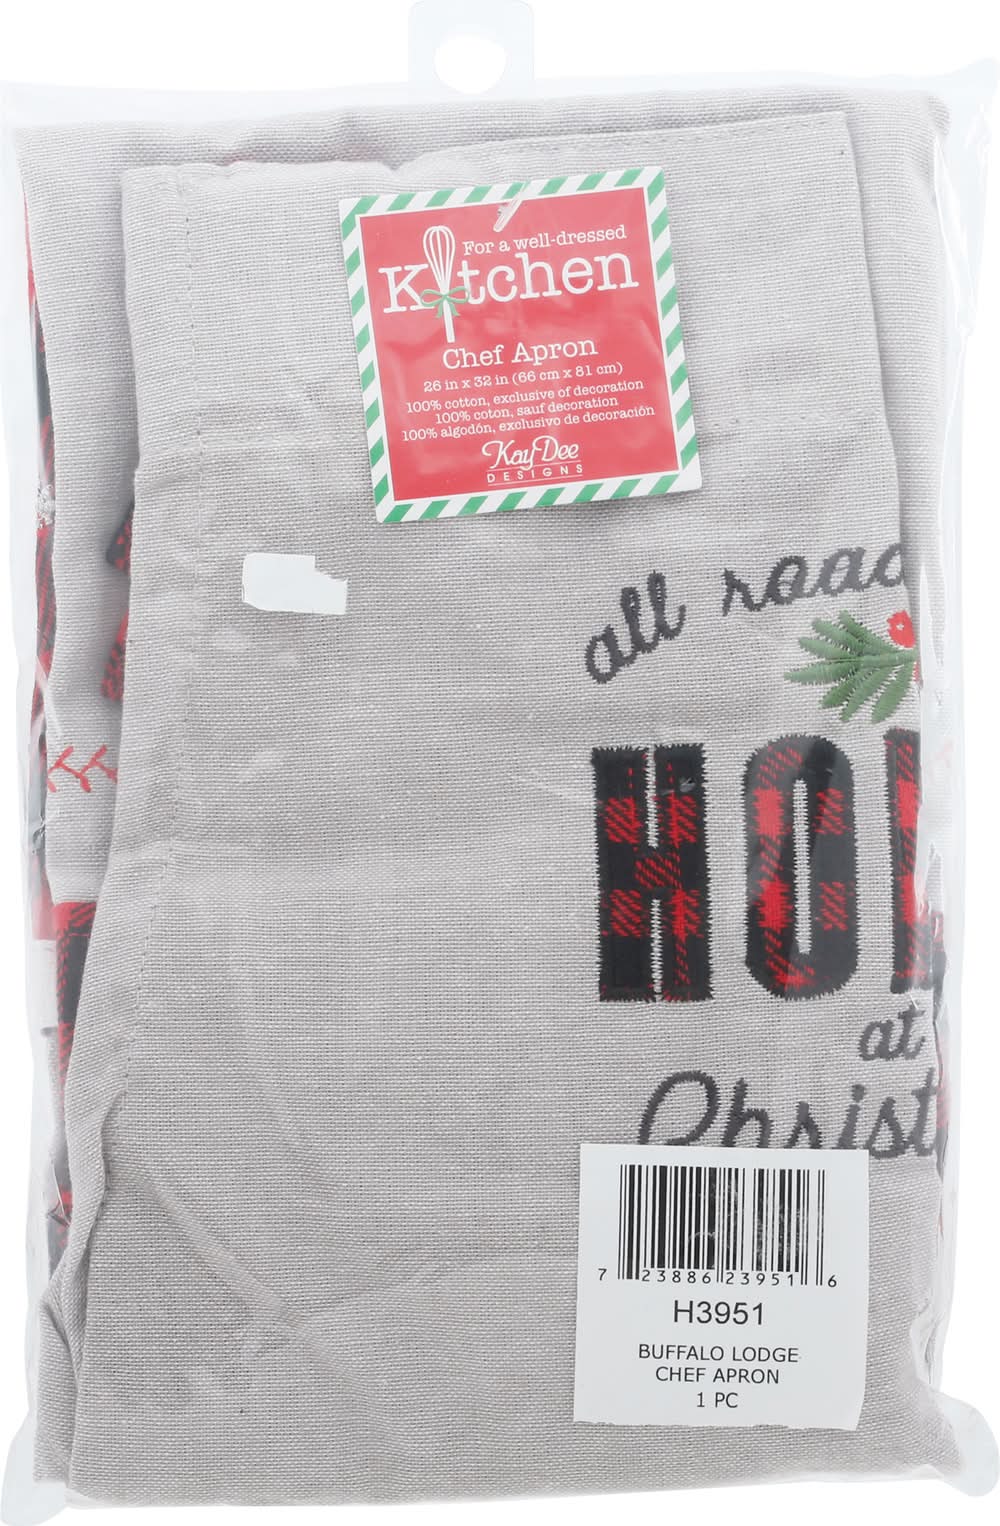 For a well-dressed
Kitchen
Chef Apron
26 in x 32 in (66 cm x 81 cm)
100% cotton, exclusive of decoration
100% coton, sauf decoration
100% algodón, exclusivo de decoración
KayDee
DESIGNS
all road
HO
at
Christ
7 23886 23951 6
H3951
BUFFALO LODGE
CHEF APRON
1 PC